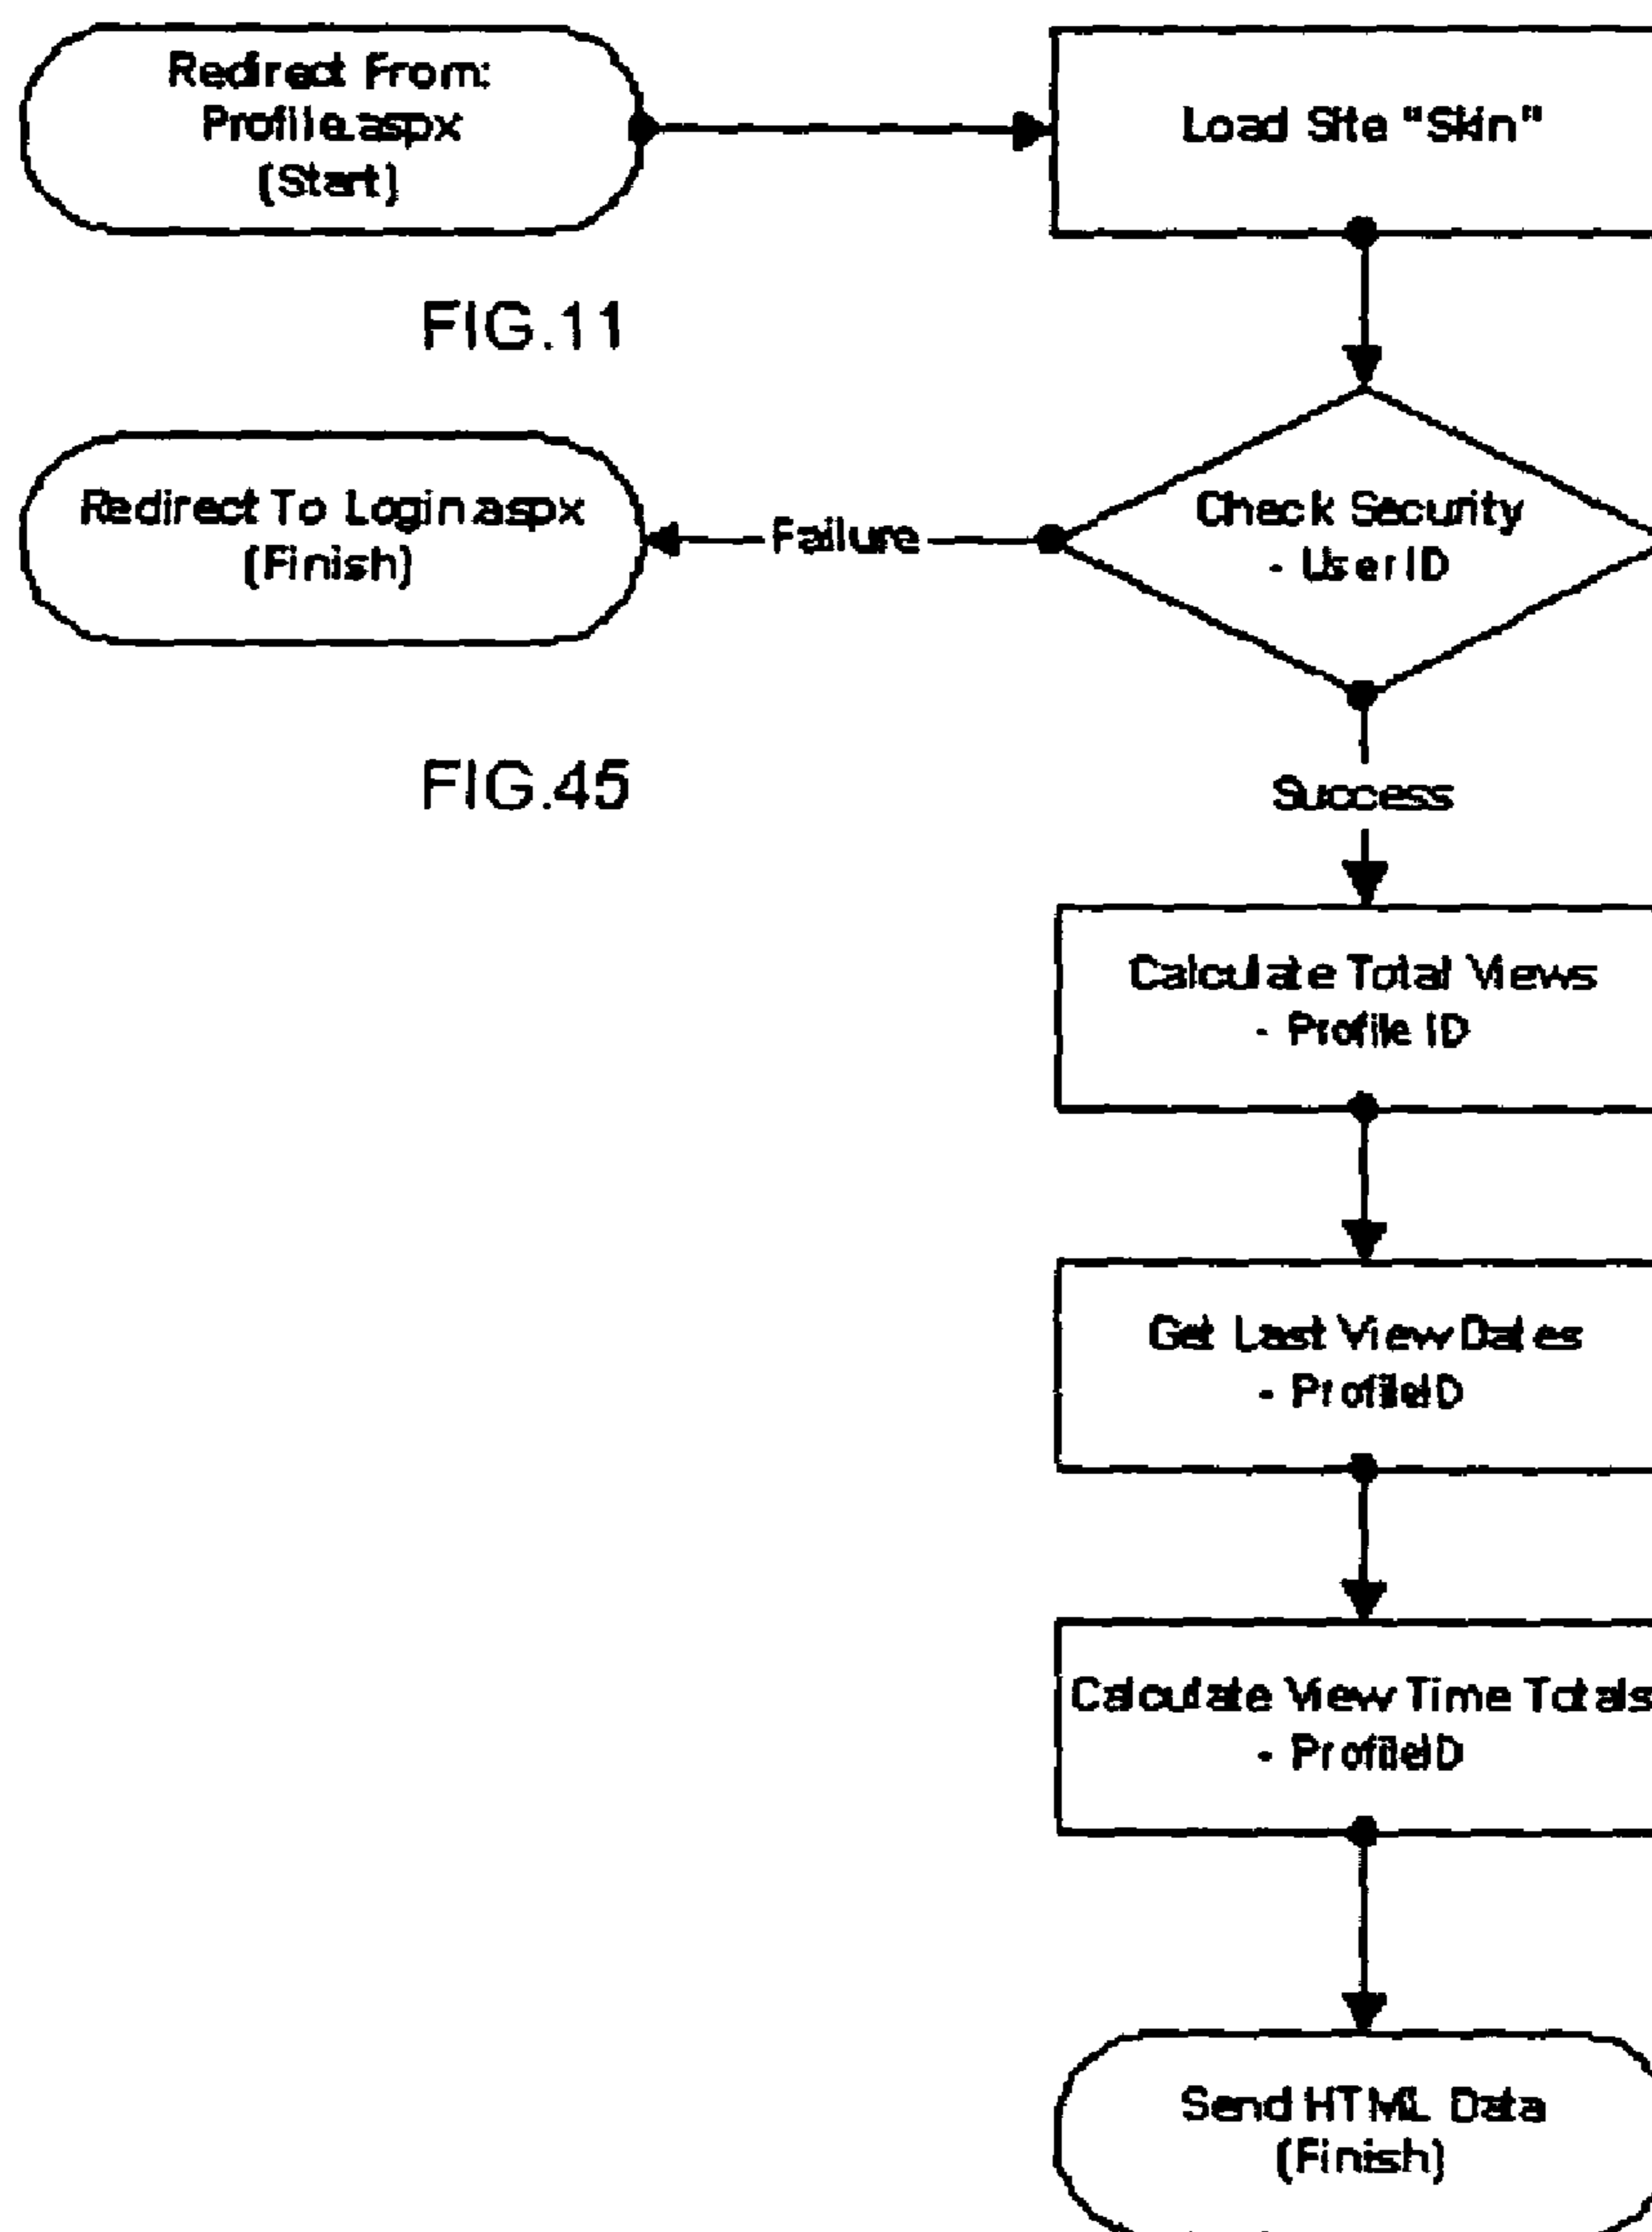 Redirect From:
Profile.aspx
(Start)
Load Site "Skin"
FIG.11
Redirect To Login.aspx
(Finish)
Failure
Check Security
- UserID
FIG.45
Success
Calculate Total Views
- Profile ID
Get Last View Dates
- ProfileID
Calculate View Time Totals
- ProfileID
Send HTML Data
(Finish)